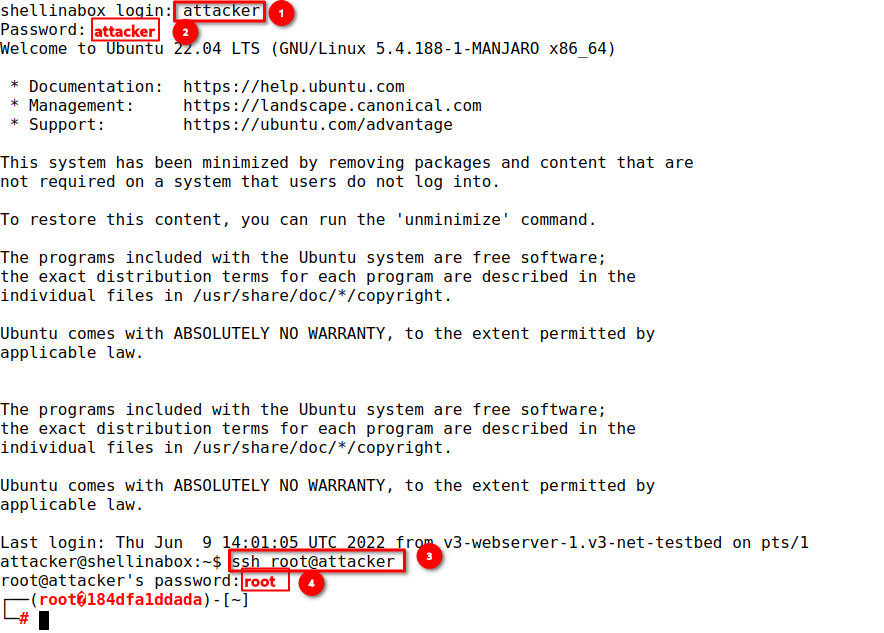 shellinabox login: attacker 1
Password: attacker 2
Welcome to Ubuntu 22.04 LTS (GNU/Linux 5.4.188-1-MANJARO x86_64)
* Documentation: https://help.ubuntu.com
* Management: https://landscape.canonical.com
* Support: https://ubuntu.com/advantage
This system has been minimized by removing packages and content that are
not required on a system that users do not log into.
To restore this content, you can run the 'unminimize' command.
The programs included with the Ubuntu system are free software;
the exact distribution terms for each program are described in the
individual files in /usr/share/doc/*/copyright.
Ubuntu comes with ABSOLUTELY NO WARRANTY, to the extent permitted by
applicable law.
The programs included with the Ubuntu system are free software;
the exact distribution terms for each program are described in the
individual files in /usr/share/doc/*/copyright.
Ubuntu comes with ABSOLUTELY NO WARRANTY, to the extent permitted by
applicable law.
Last login: Thu Jun  9 14:01:05 UTC 2022 from v3-webserver-1.v3-net-testbed on pts/1
attacker@shellinabox:~$ ssh root@attacker 3
root@attacker's password: root 4
┌──(root�184dfa1ddada)-[~]
└─#